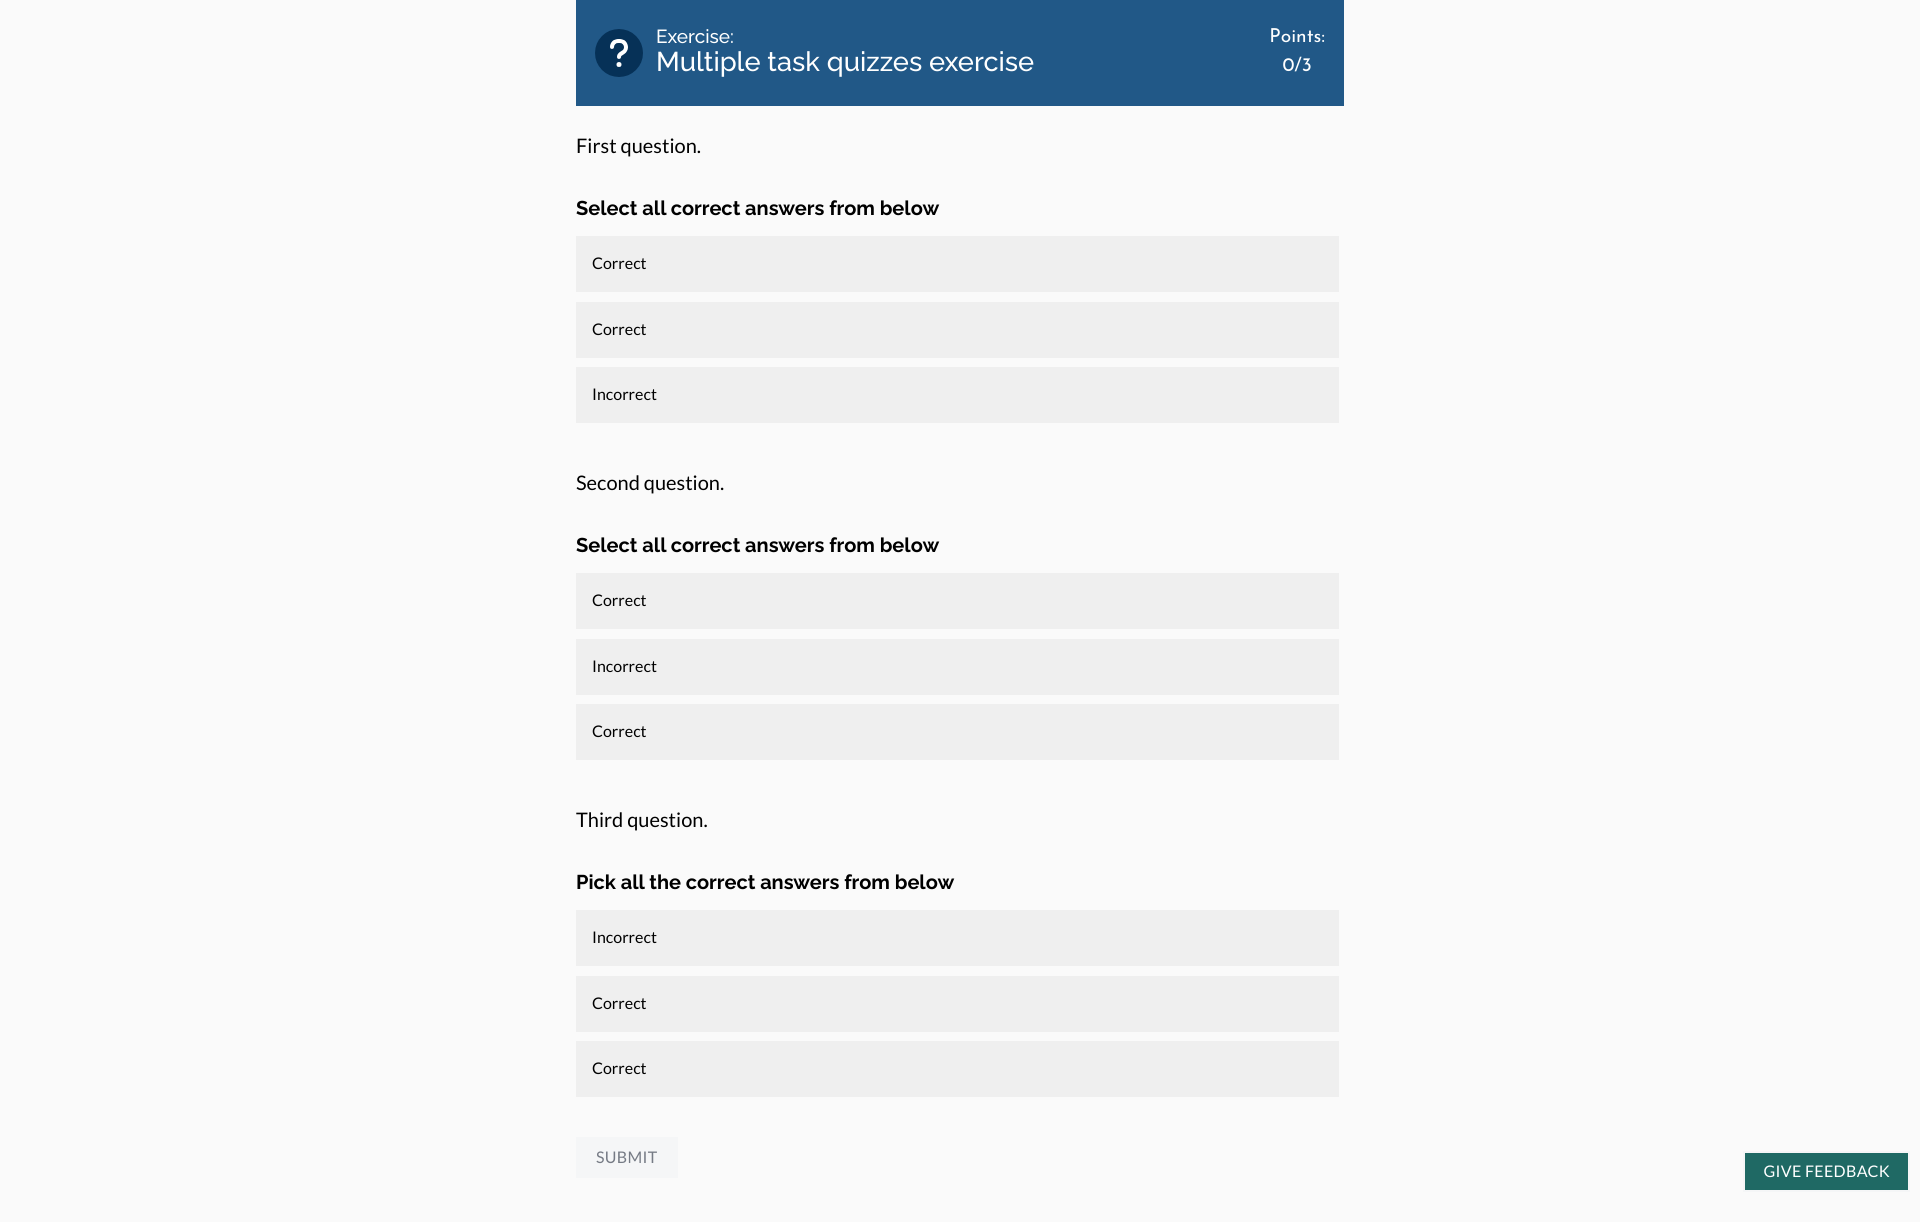 ?
Exercise:
Multiple task quizzes exercise
Points:
0/3
First question.
Select all correct answers from below
Correct
Correct
Incorrect
Second question.
Select all correct answers from below
Correct
Incorrect
Correct
Third question.
Pick all the correct answers from below
Incorrect
Correct
Correct
SUBMIT
GIVE FEEDBACK